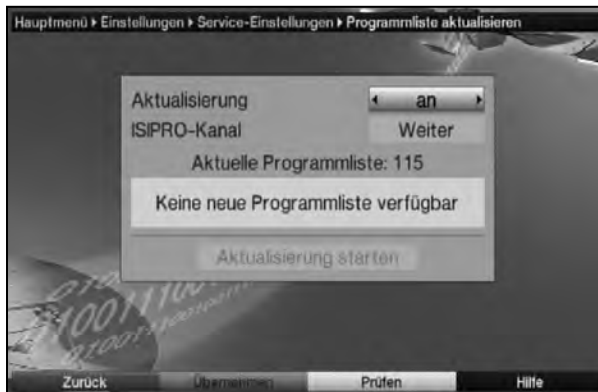 Hauptmenü ▸ Einstellungen ▸ Service-Einstellungen ▸ Programmliste aktualisieren
Aktualisierung ◂ an ▸
ISIPRO-Kanal Weiter
Aktuelle Programmliste: 115
Keine neue Programmliste verfügbar
Aktualisierung starten
Zurück Übernehmen Prüfen Hilfe